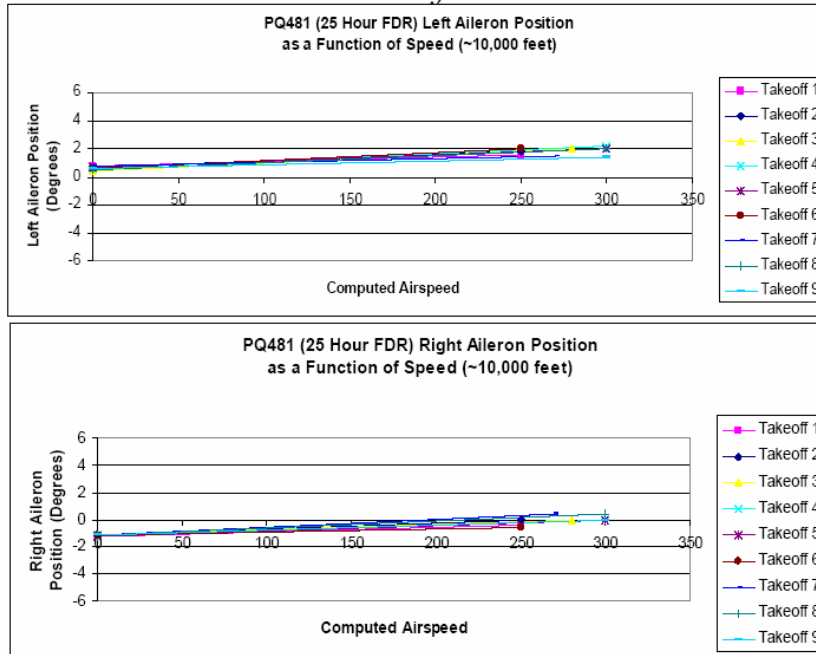 PQ481 (25 Hour FDR) Left Aileron Position
as a Function of Speed (~10,000 feet)
Left Aileron Position
(Degrees)
6
4
2
0
-2
-4
-6
0
50
100
150
200
250
300
350
Computed Airspeed
Takeoff 1
Takeoff 2
Takeoff 3
Takeoff 4
Takeoff 5
Takeoff 6
Takeoff 7
Takeoff 8
Takeoff 9
PQ481 (25 Hour FDR) Right Aileron Position
as a Function of Speed (~10,000 feet)
Right Aileron
Position (Degrees)
6
4
2
0
-2
-4
-6
0
50
100
150
200
250
300
350
Computed Airspeed
Takeoff 1
Takeoff 2
Takeoff 3
Takeoff 4
Takeoff 5
Takeoff 6
Takeoff 7
Takeoff 8
Takeoff 9